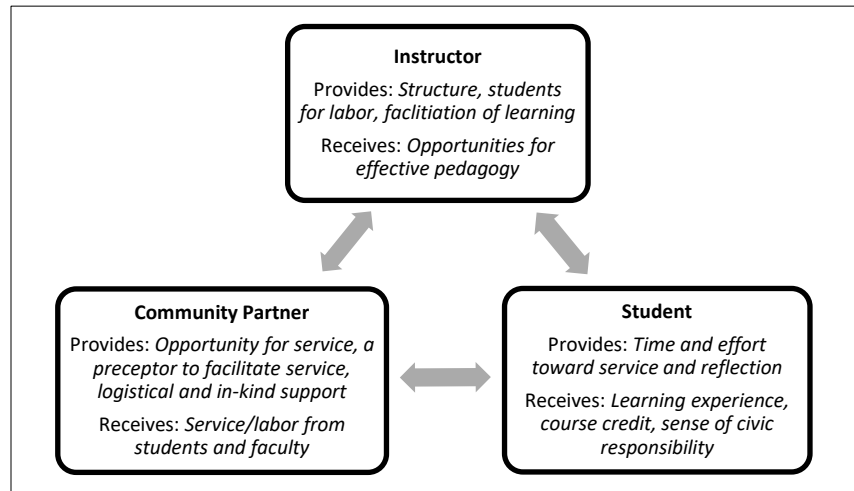 Instructor
Provides: Structure, students
for labor, faclitiation of learning
Receives: Opportunities for
effective pedagogy
Community Partner
Provides: Opportunity for service, a
preceptor to facilitate service,
logistical and in-kind support
Receives: Service/labor from
students and faculty
Student
Provides: Time and effort
toward service and reflection
Receives: Learning experience,
course credit, sense of civic
responsibility